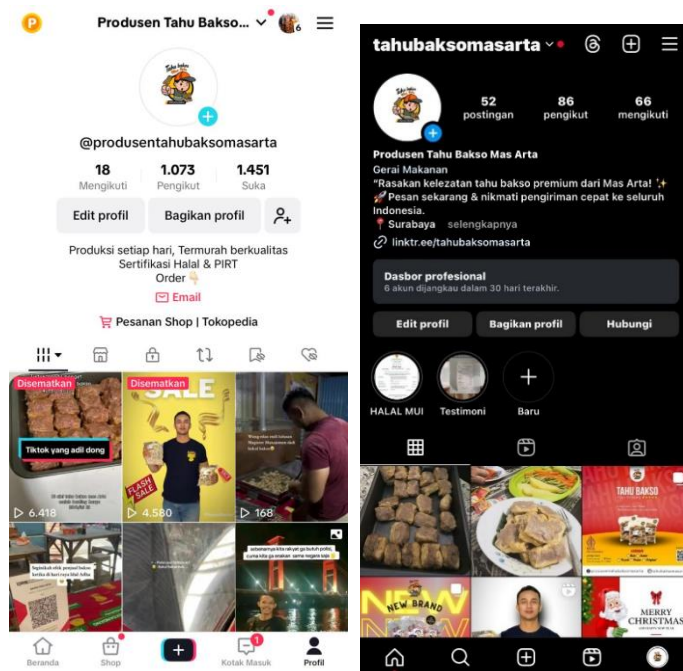 Produsen Tahu Bakso...
6
@produsentahubaksomasarta
18
1.073
1.451
Mengikuti
Pengikut
Suka
Edit profil
Bagikan profil
Produksi setiap hari, Termurah berkualitas
Sertifikasi Halal & PIRT
Order 👇🏻
Email
Pesanan Shop | Tokopedia
Disematkan
Tiktok yang adil dong
6.418
Disematkan
SALE
FLASH
SALE
4.580
168
Beranda
Shop
Kotak Masuk
1
Profil
tahubaksomasarta
52
86
66
postingan
pengikut
mengikuti
Produsen Tahu Bakso Mas Arta
Gerai Makanan
"Rasakan kelezatan tahu bakso premium dari Mas Arta! ✨
🚀 Pesan sekarang & nikmati pengiriman cepat ke seluruh
Indonesia.
📍 Surabaya selengkapnya
linktr.ee/tahubaksomasarta
Dasbor profesional
6 akun dijangkau dalam 30 hari terakhir.
Edit profil
Bagikan profil
Hubungi
HALAL MUI
Testimoni
Baru
TAHU BAKSO
NEW
NEW BRAND
NEW
MERRY
CHRISTMAS